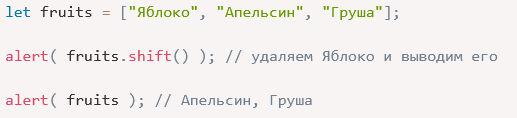 let fruits = ["Яблоко", "Апельсин", "Груша"];
alert( fruits.shift() ); // удаляем Яблоко и выводим его
alert( fruits ); // Апельсин, Груша